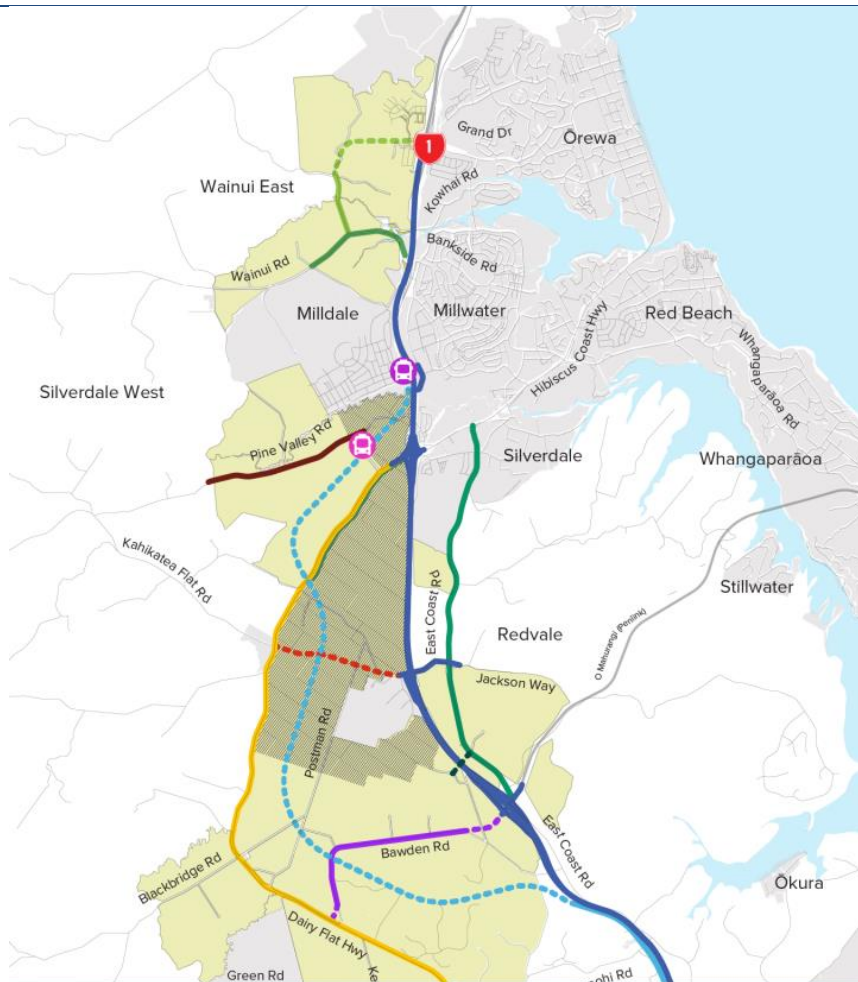 Grand Dr
Ōrewa
1
Wainui East
Kowhai Rd
Bankside Rd
Wainui Rd
Milldale
Millwater
Red Beach
Hibiscus Coast Hwy
Whangaparāoa Rd
Silverdale West
Pine Valley Rd
Silverdale
Whangaparāoa
Kahikatea Flat Rd
East Coast Rd
Stillwater
Redvale
O Mahurangi (Penlink)
Jackson Way
Postman Rd
East Coast Rd
Bawden Rd
Blackbridge Rd
Ōkura
Dairy Flat Hwy
Green Rd